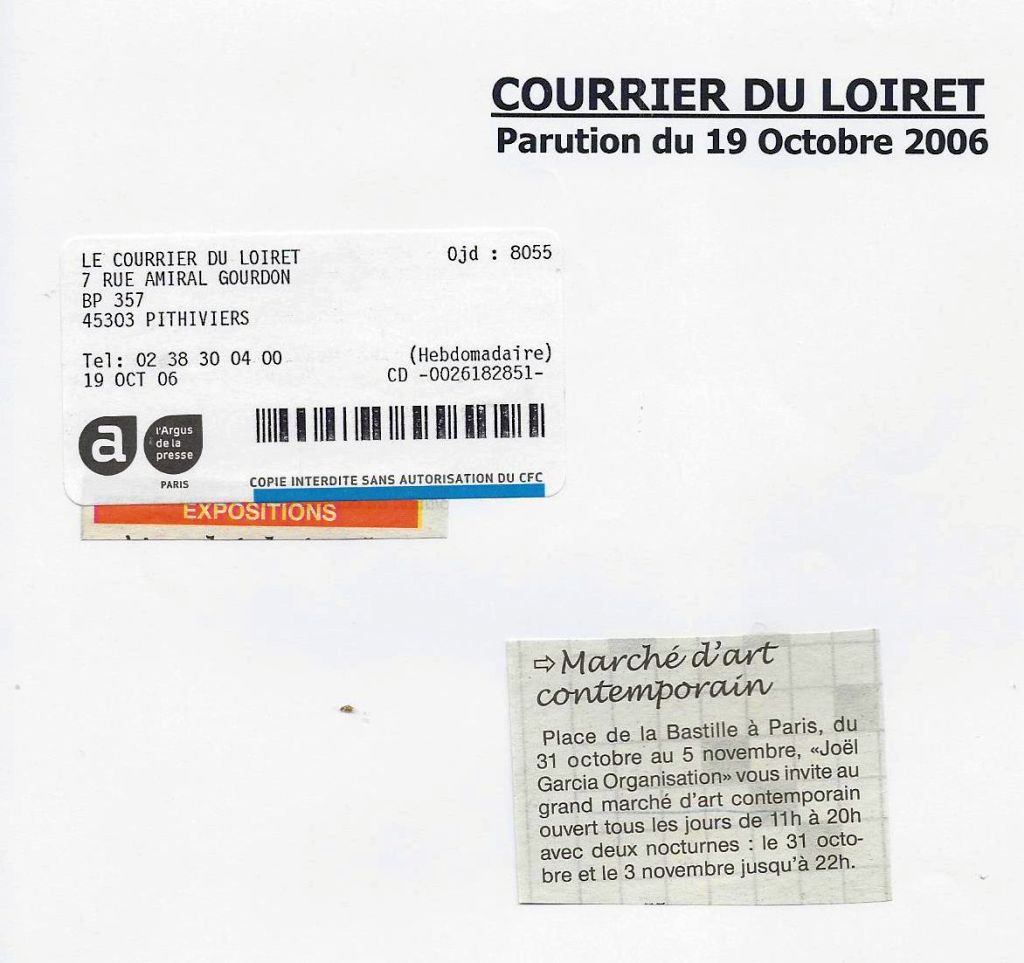 COURRIER DU LOIRET
Parution du 19 Octobre 2006
LE COURRIER DU LOIRET Ojd : 8055
7 RUE AMIRAL GOURDON
BP 357
45303 PITHIVIERS
Tel: 02 38 30 04 00 (Hebdomadaire)
19 OCT 06 CD -0026182851-
a
l'Argus
de la
presse
PARIS
COPIE INTERDITE SANS AUTORISATION DU CFC
EXPOSITIONS
⇨Marché d'art
contemporain
Place de la Bastille à Paris, du
31 octobre au 5 novembre, «Joël
Garcia Organisation» vous invite au
grand marché d'art contemporain
ouvert tous les jours de 11h à 20h
avec deux nocturnes : le 31 octo-
bre et le 3 novembre jusqu'à 22h.